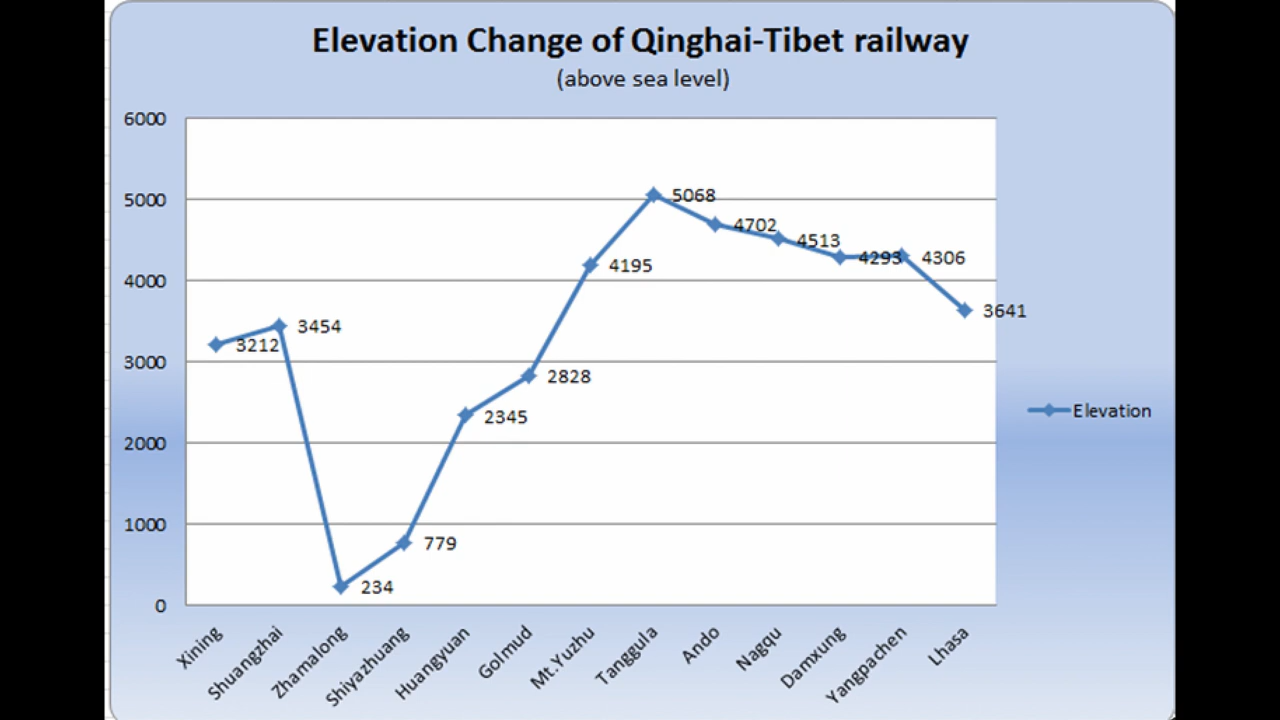 Elevation Change of Qinghai-Tibet railway
(above sea level)
6000
5000
4000
3000
2000
1000
0
3212
3454
234
779
2345
2828
4195
5068
4702
4513
4293
4306
3641
Elevation
Xining
Shuangzhai
Zhamalong
Shiyazhuang
Huangyuan
Golmud
Mt.Yuzhu
Tanggula
Ando
Nagqu
Damxung
Yangpachen
Lhasa